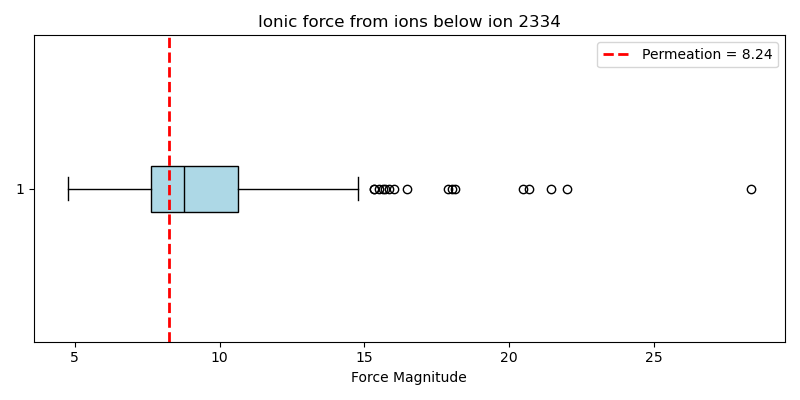 Ionic force from ions below ion 2334
Permeation = 8.24
1
5 10 15 20 25
Force Magnitude